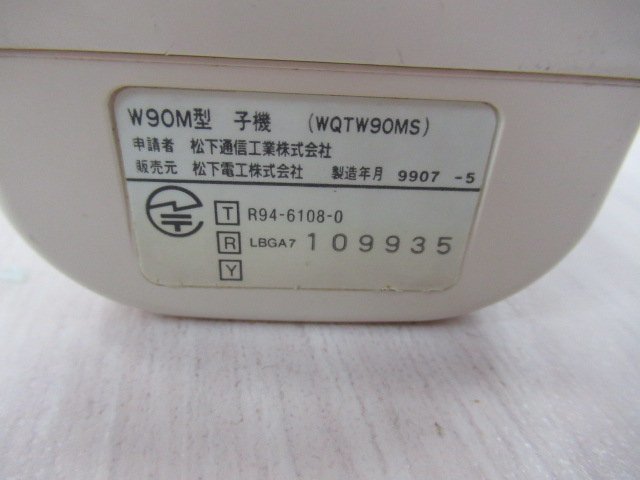 W90M型 子機 (WQTW90MS)
申請者 松下通信工業株式会社
販売元 松下電工株式会社 製造年月 9907 -5
T R94-6108-0
R LBGA7 109935
Y